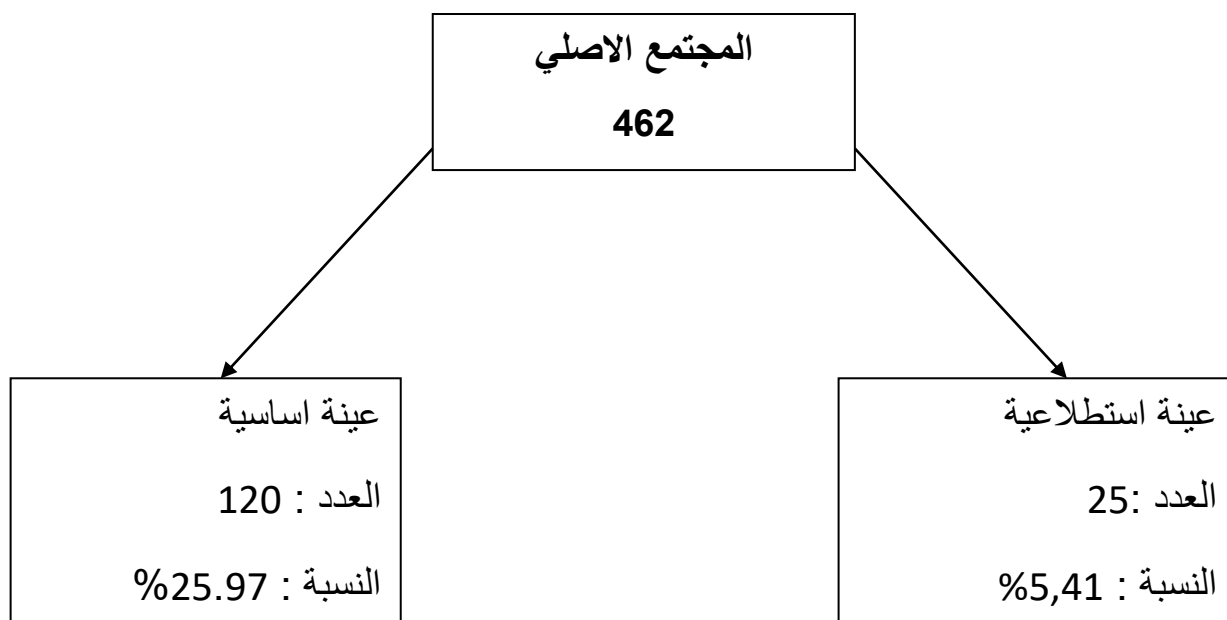 المجتمع الاصلي
462
عينة استطلاعية
العدد :25
النسبة : 5,41%
عينة اساسية
العدد : 120
النسبة : 25.97%